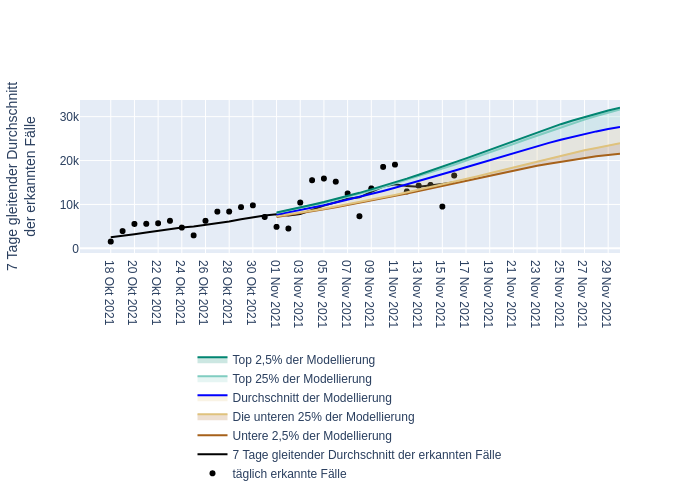 7 Tage gleitender Durchschnitt
der erkannten Fälle
30k
20k
10k
0
18 Okt 2021
20 Okt 2021
22 Okt 2021
24 Okt 2021
26 Okt 2021
28 Okt 2021
30 Okt 2021
01 Nov 2021
03 Nov 2021
05 Nov 2021
07 Nov 2021
09 Nov 2021
11 Nov 2021
13 Nov 2021
15 Nov 2021
17 Nov 2021
19 Nov 2021
21 Nov 2021
23 Nov 2021
25 Nov 2021
27 Nov 2021
29 Nov 2021
Top 2,5% der Modellierung
Top 25% der Modellierung
Durchschnitt der Modellierung
Die unteren 25% der Modellierung
Untere 2,5% der Modellierung
7 Tage gleitender Durchschnitt der erkannten Fälle
täglich erkannte Fälle